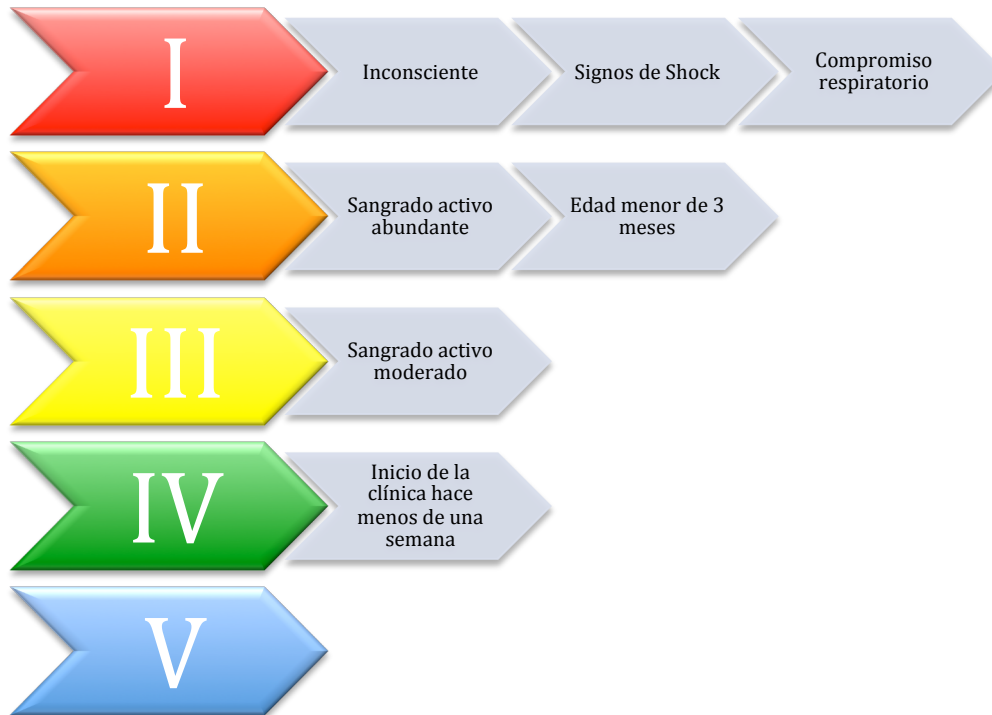 I
Inconsciente
Signos de Shock
Compromiso
respiratorio
II
Sangrado activo
abundante
Edad menor de 3
meses
III
Sangrado activo
moderado
IV
Inicio de la
clínica hace
menos de una
semana
V